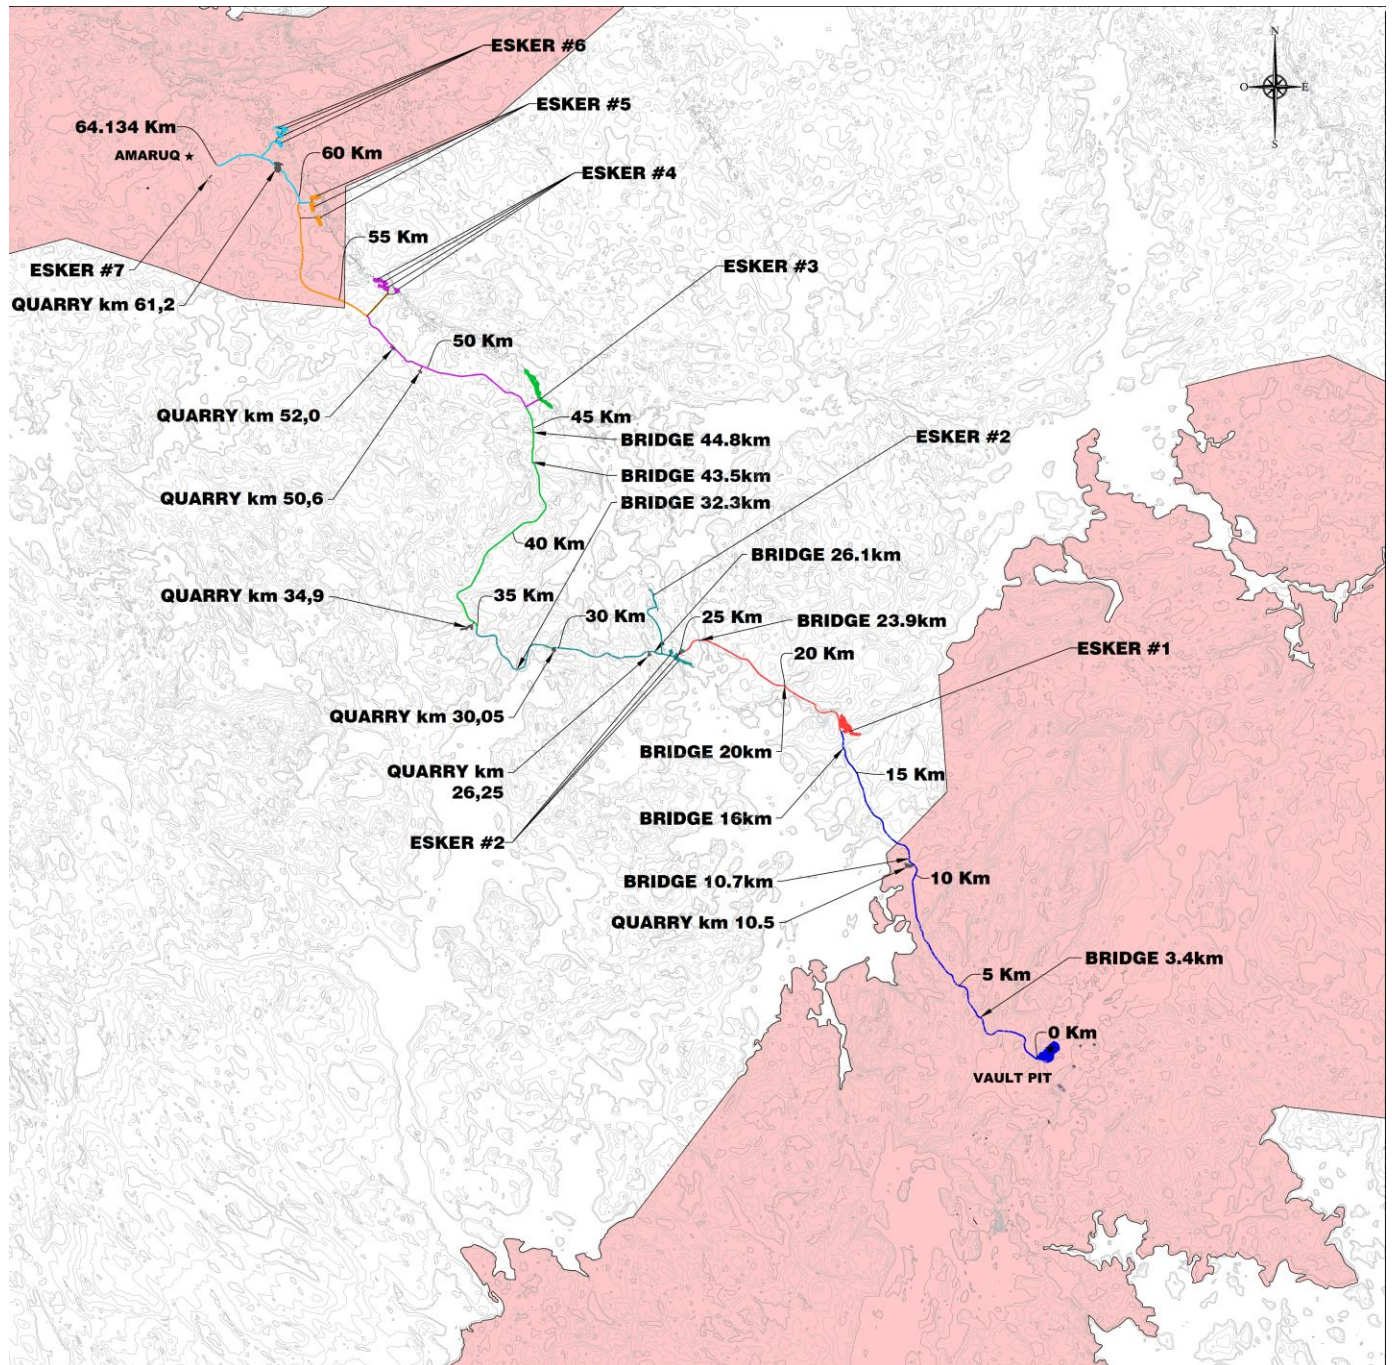 ESKER #6
N
O
E
S
ESKER #5
64.134 Km
AMARUQ
60 Km
ESKER #4
55 Km
ESKER #3
ESKER #7
QUARRY km 61,2
50 Km
QUARRY km 52,0
45 Km
BRIDGE 44.8km
ESKER #2
BRIDGE 43.5km
QUARRY km 50,6
BRIDGE 32.3km
40 Km
BRIDGE 26.1km
QUARRY km 34,9
35 Km
30 Km
25 Km
BRIDGE 23.9km
20 Km
ESKER #1
QUARRY km 30,05
BRIDGE 20km
QUARRY km
26,25
15 Km
BRIDGE 16km
ESKER #2
BRIDGE 10.7km
10 Km
QUARRY km 10.5
BRIDGE 3.4km
5 Km
0 Km
VAULT PIT